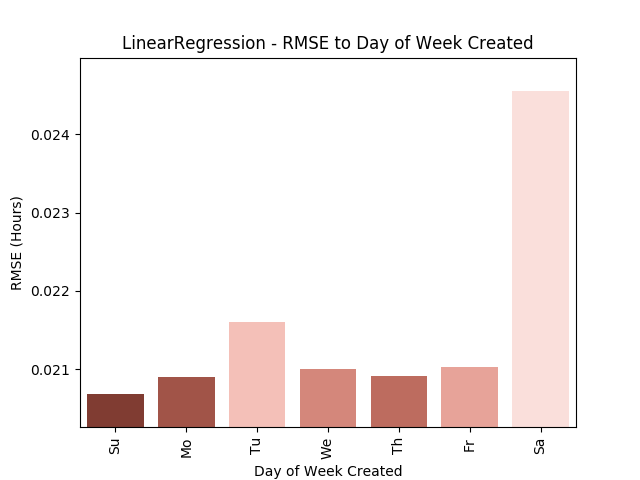 LinearRegression - RMSE to Day of Week Created
0.024
0.023
0.022
0.021
RMSE (Hours)
Su
Mo
Tu
We
Th
Fr
Sa
Day of Week Created